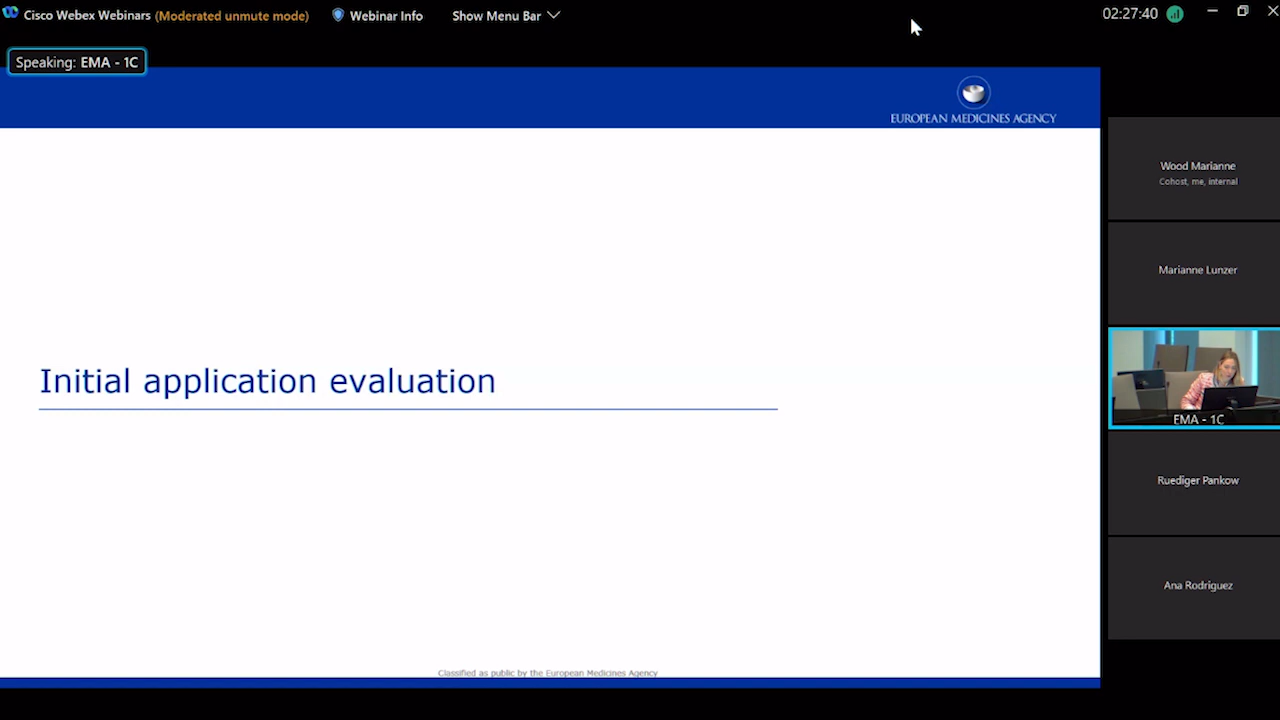 Cisco Webex Webinars (Moderated unmute mode) Webinar Info Show Menu Bar 02:27:40
Speaking: EMA - 1C
EUROPEAN MEDICINES AGENCY
Wood Marianne
Cohost, me, internal
Marianne Lunzer
Initial application evaluation
EMA - 1C
Ruediger Pankow
Ana Rodriguez
Classified as public by the European Medicines Agency